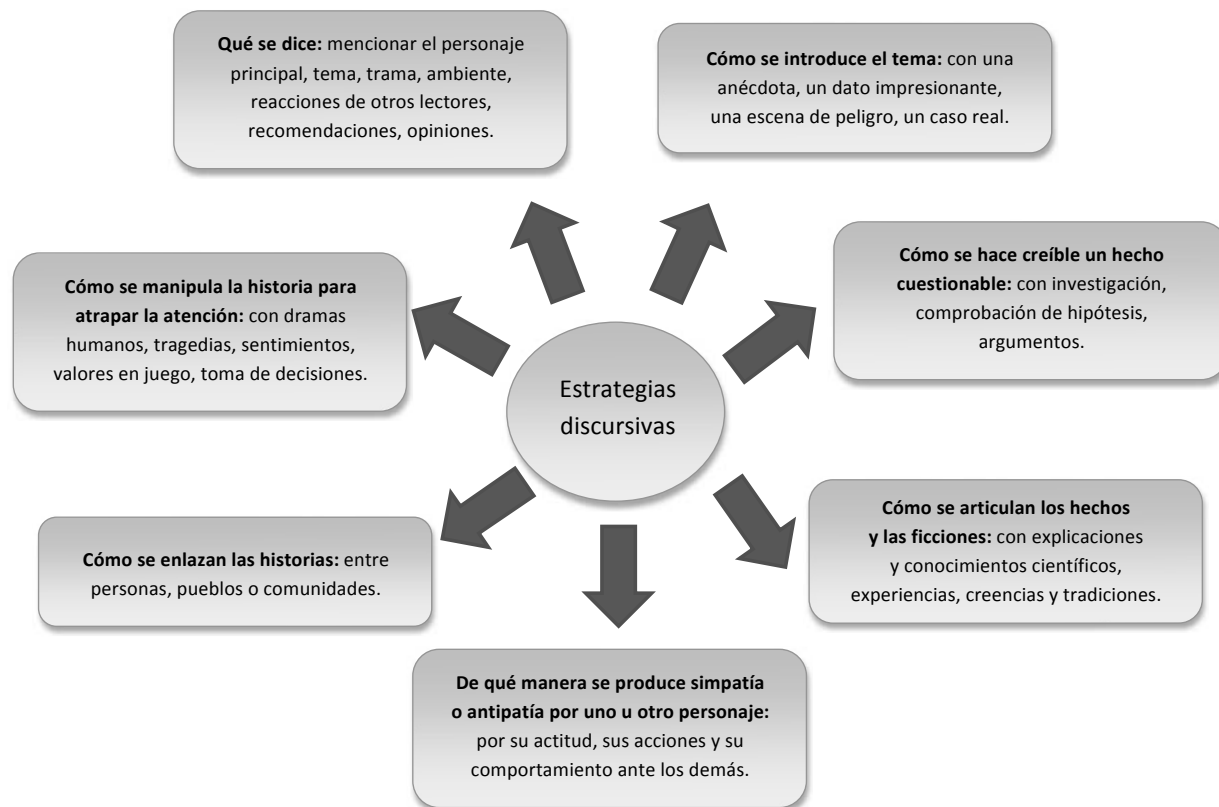 Qué se dice: mencionar el personaje
principal, tema, trama, ambiente,
reacciones de otros lectores,
recomendaciones, opiniones.
Cómo se introduce el tema: con una
anécdota, un dato impresionante,
una escena de peligro, un caso real.
Cómo se manipula la historia para
atrapar la atención: con dramas
humanos, tragedias, sentimientos,
valores en juego, toma de decisiones.
Cómo se hace creíble un hecho
cuestionable: con investigación,
comprobación de hipótesis,
argumentos.
Estrategias
discursivas
Cómo se enlazan las historias: entre
personas, pueblos o comunidades.
Cómo se articulan los hechos
y las ficciones: con explicaciones
y conocimientos científicos,
experiencias, creencias y tradiciones.
De qué manera se produce simpatía
o antipatía por uno u otro personaje:
por su actitud, sus acciones y su
comportamiento ante los demás.